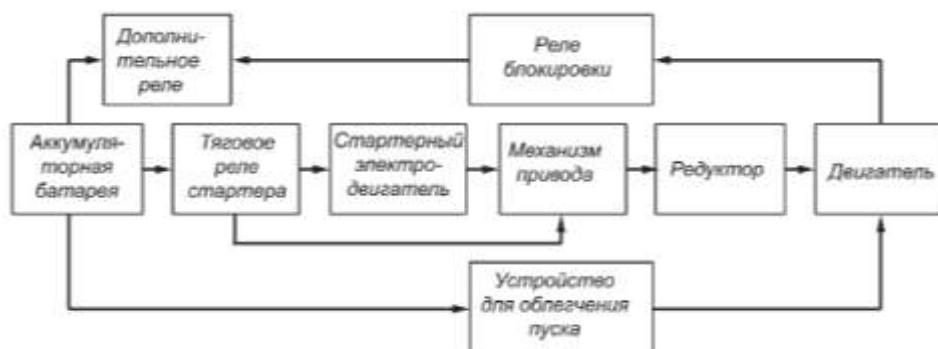 Дополни-
тельное
реле
Реле
блокировки
Аккумуля-
торная
батарея
Тяговое
реле
стартера
Стартерный
электро-
двигатель
Механизм
привода
Редуктор
Двигатель
Устройство
для облегчения
пуска